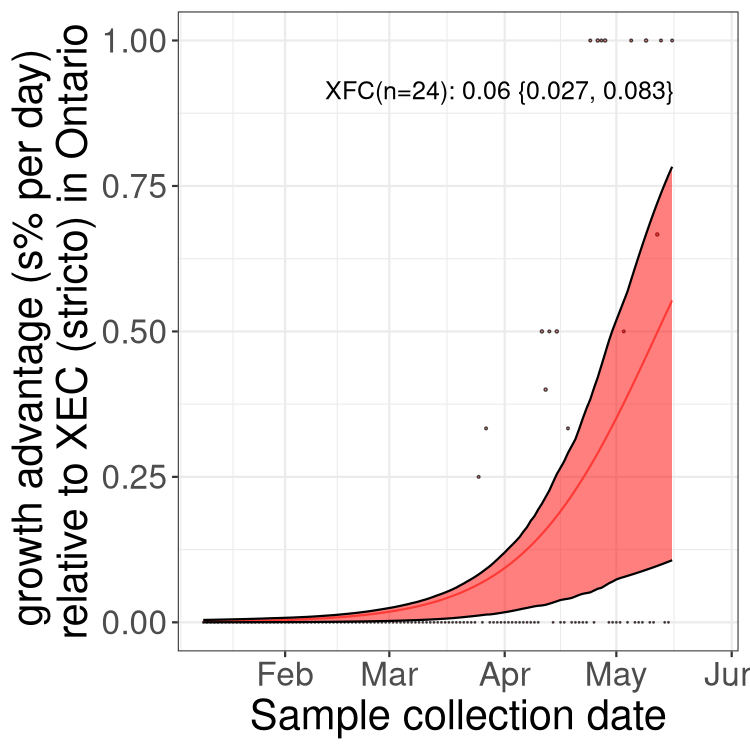 growth advantage (s% per day)
relative to XEC (stricto) in Ontario
1.00
XFC(n=24): 0.06 {0.027, 0.083}
0.75
0.50
0.25
0.00
Feb Mar Apr May Jun
Sample collection date